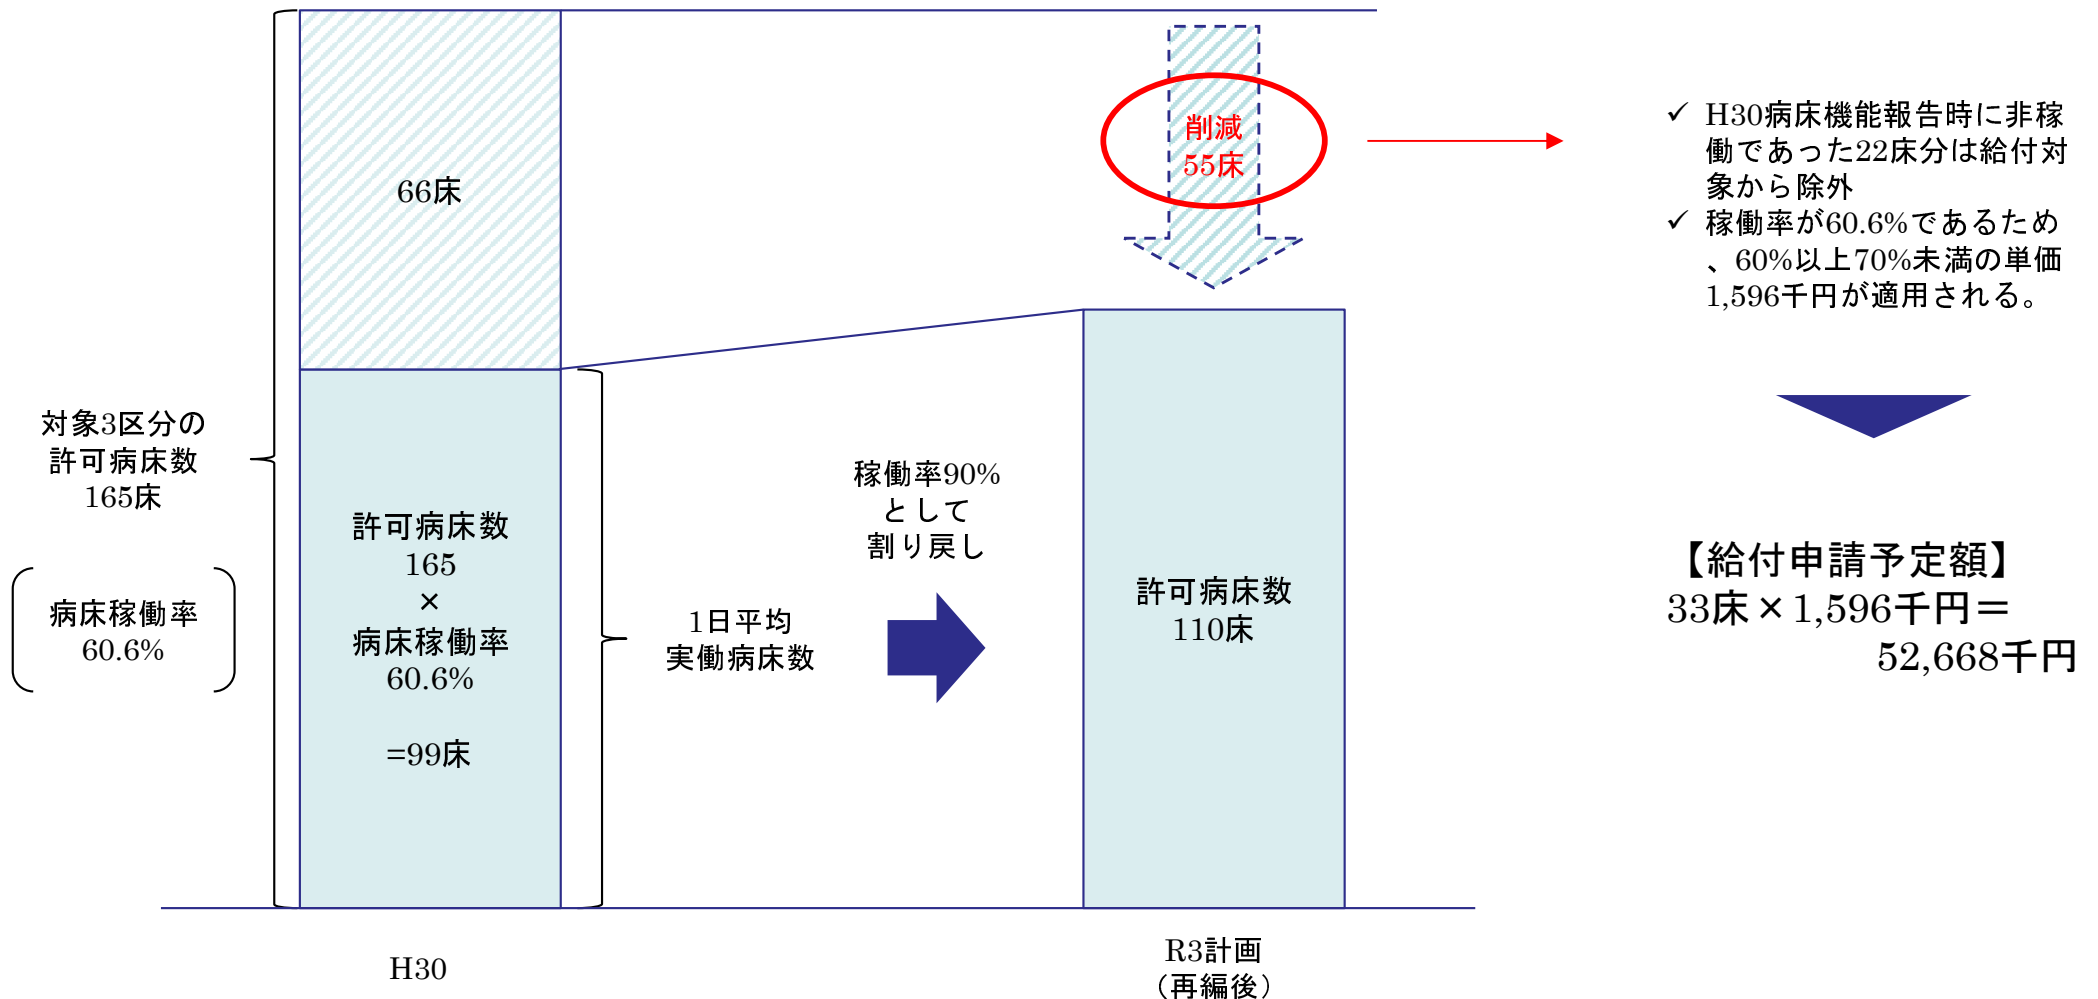 66床
対象3区分の
許可病床数
165床
病床稼働率
60.6%
許可病床数
165
×
病床稼働率
60.6%
=99床
1日平均
実働病床数
稼働率90%
として
割り戻し
削減
55床
許可病床数
110床
H30
R3計画
（再編後）
✓ H30病床機能報告時に非稼
働であった22床分は給付対
象から除外
✓ 稼働率が60.6%であるため
、60%以上70%未満の単価
1,596千円が適用される。
【給付申請予定額】
33床×1,596千円＝
52,668千円